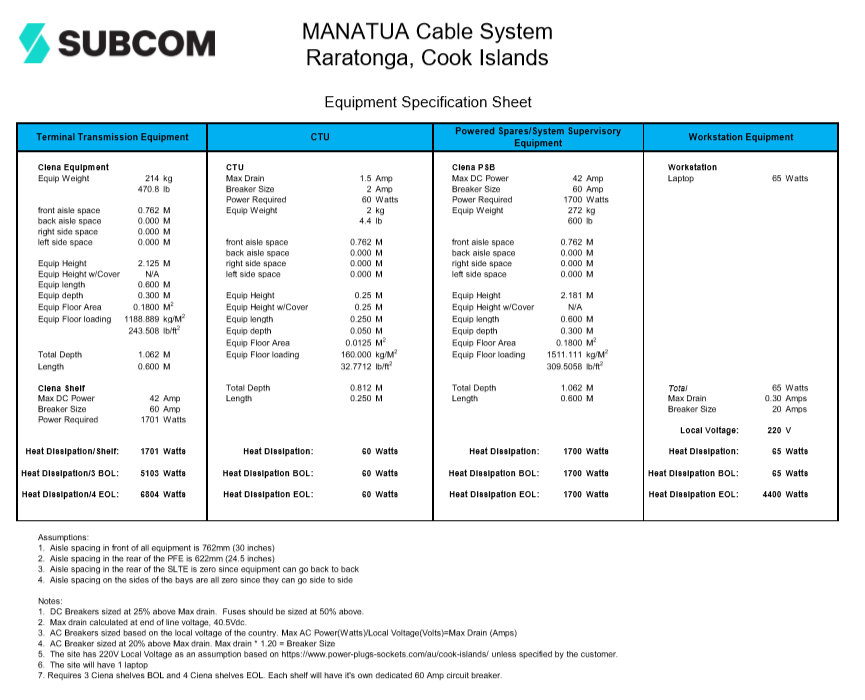 SUBCOM
MANATUA Cable System
Raratonga, Cook Islands
Equipment Specification Sheet
Terminal Transmission Equipment
Ciena Equipment
Equip Weight 214 kg
470.8 lb
front aisle space 0.762 M
back aisle space 0.000 M
right side space 0.000 M
left side space 0.000 M
Equip Height 2.125 M
Equip Height w/Cover N/A
Equip length 0.600 M
Equip depth 0.300 M
Equip Floor Area 0.1800 M²
Equip Floor loading 1188.889 kg/M²
243.508 lb/ft²
Total Depth 1.062 M
Length 0.600 M
Ciena Shelf
Max DC Power 42 Amp
Breaker Size 60 Amp
Power Required 1701 Watts
Heat Dissipation/Shelf: 1701 Watts
Heat Dissipation/3 BOL: 5103 Watts
Heat Dissipation/4 EOL: 6804 Watts
CTU
CTU
Max Drain 1.5 Amp
Breaker Size 2 Amp
Power Required 60 Watts
Equip Weight 2 kg
4.4 lb
front aisle space 0.762 M
back aisle space 0.000 M
right side space 0.000 M
left side space 0.000 M
Equip Height 0.25 M
Equip Height w/Cover 0.25 M
Equip length 0.250 M
Equip depth 0.050 M
Equip Floor Area 0.0125 M²
Equip Floor loading 160.000 kg/M²
32.7712 lb/ft²
Total Depth 0.812 M
Length 0.250 M
Heat Dissipation: 60 Watts
Heat Dissipation BOL: 60 Watts
Heat Dissipation EOL: 60 Watts
Powered Spares/System Supervisory
Equipment
Ciena PSB
Max DC Power 42 Amp
Breaker Size 60 Amp
Power Required 1700 Watts
Equip Weight 272 kg
600 lb
front aisle space 0.762 M
back aisle space 0.000 M
right side space 0.000 M
left side space 0.000 M
Equip Height 2.181 M
Equip Height w/Cover N/A
Equip length 0.600 M
Equip depth 0.300 M
Equip Floor Area 0.1800 M²
Equip Floor loading 1511.111 kg/M²
309.5058 lb/ft²
Total Depth 1.062 M
Length 0.600 M
Heat Dissipation: 1700 Watts
Heat Dissipation BOL: 1700 Watts
Heat Dissipation EOL: 1700 Watts
Workstation Equipment
Workstation
Laptop 65 Watts
Total 65 Watts
Max Drain 0.30 Amps
Breaker Size 20 Amps
Local Voltage: 220 V
Heat Dissipation: 65 Watts
Heat Dissipation BOL: 65 Watts
Heat Dissipation EOL: 4400 Watts
Assumptions:
1. Aisle spacing in front of all equipment is 762mm (30 inches)
2. Aisle spacing in the rear of the PFE is 622mm (24.5 inches)
3. Aisle spacing in the rear of the SLTE is zero since equipment can go back to back
4. Aisle spacing on the sides of the bays are all zero since they can go side to side
Notes:
1. DC Breakers sized at 25% above Max drain. Fuses should be sized at 50% above.
2. Max drain calculated at end of line voltage, 40.5Vdc.
3. AC Breakers sized based on the local voltage of the country. Max AC Power(Watts)/Local Voltage(Volts)=Max Drain (Amps)
4. AC Breaker sized at 20% above Max drain. Max drain * 1.20 = Breaker Size
5. The site has 220V Local Voltage as an assumption based on https://www.power-plugs-sockets.com/au/cook-islands/ unless specified by the customer.
6. The site will have 1 laptop
7. Requires 3 Ciena shelves BOL and 4 Ciena shelves EOL. Each shelf will have it's own dedicated 60 Amp circuit breaker.